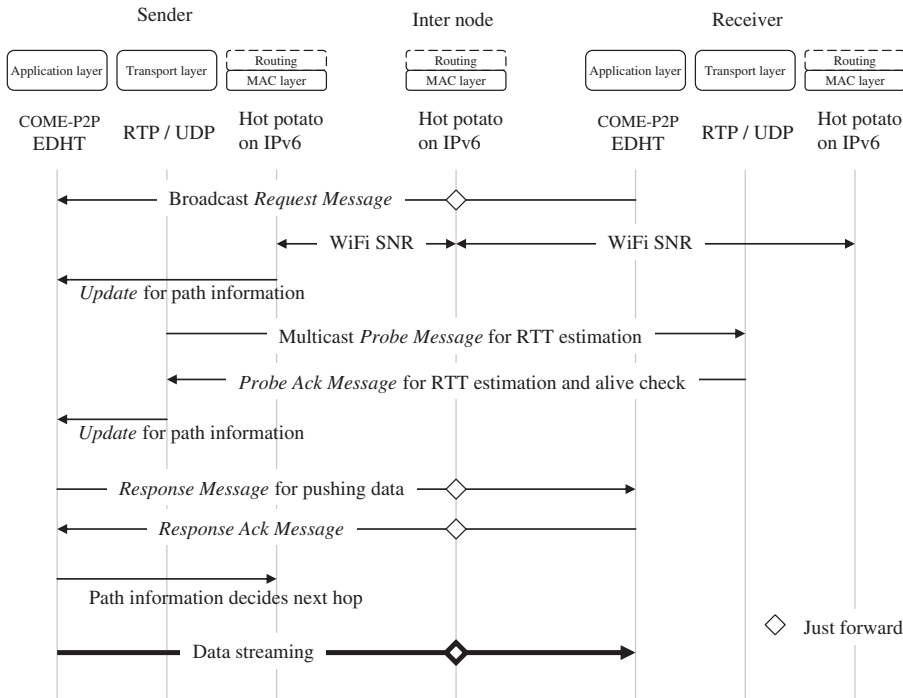 Sender
Inter node
Receiver
Application layer
Transport layer
Routing
MAC layer
Routing
MAC layer
Application layer
Transport layer
Routing
MAC layer
COME-P2P
EDHT
RTP / UDP
Hot potato
on IPv6
Hot potato
on IPv6
COME-P2P
EDHT
RTP / UDP
Hot potato
on IPv6
Broadcast Request Message
WiFi SNR
WiFi SNR
Update for path information
Multicast Probe Message for RTT estimation
Probe Ack Message for RTT estimation and alive check
Update for path information
Response Message for pushing data
Response Ack Message
Path information decides next hop
Just forward
Data streaming